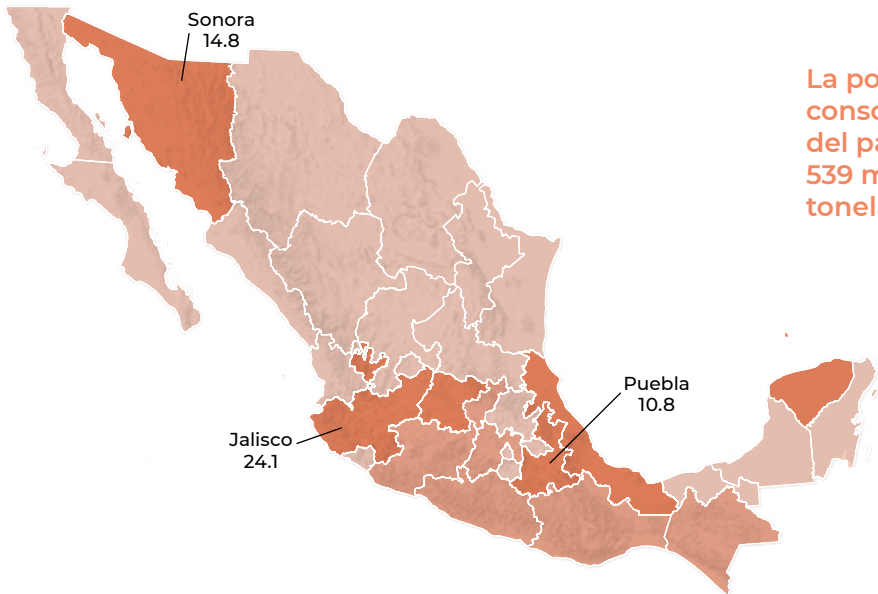 Sonora
14.8
La po
conso
del pa
539 m
tonel
Puebla
10.8
Jalisco
24.1